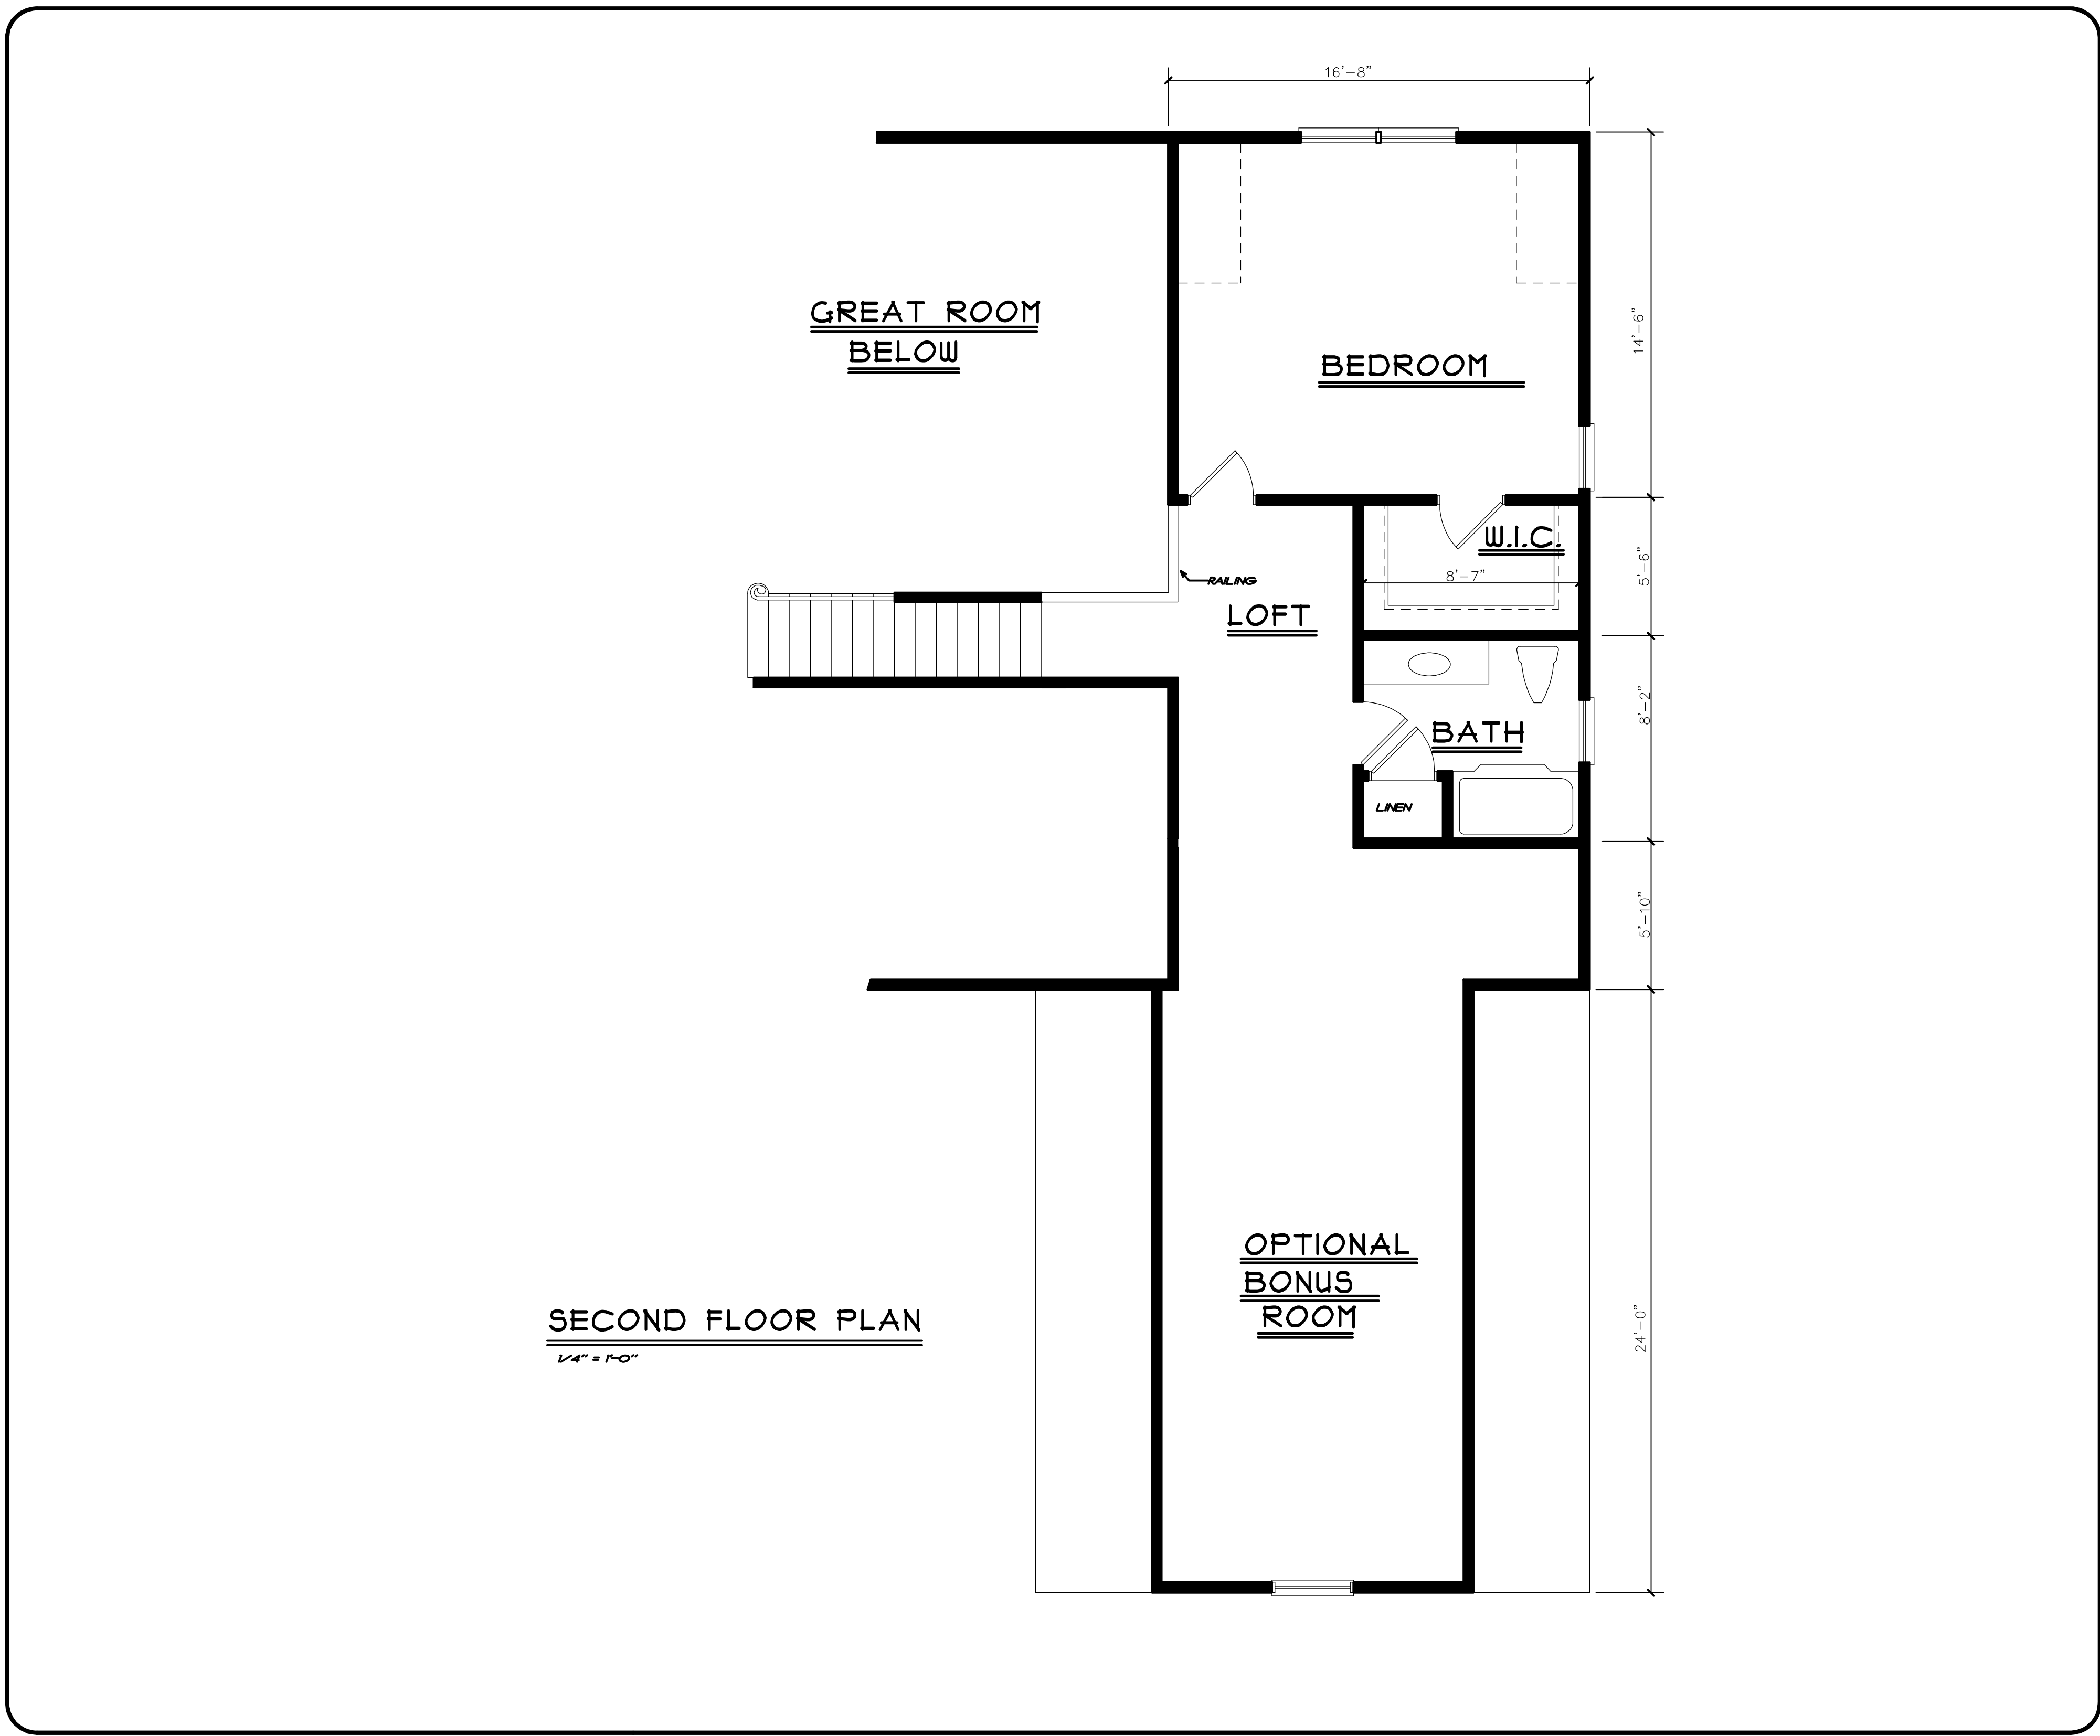 16'-8"
GREAT ROOM
BELOW
14'-6"
BEDROOM
W.I.C.
8'-7"
5'-6"
RAILING
LOFT
8'-2"
BATH
LINEN
5'-10"
OPTIONAL
BONUS
ROOM
24'-0"
SECOND FLOOR PLAN
1/4" = 1'-0"